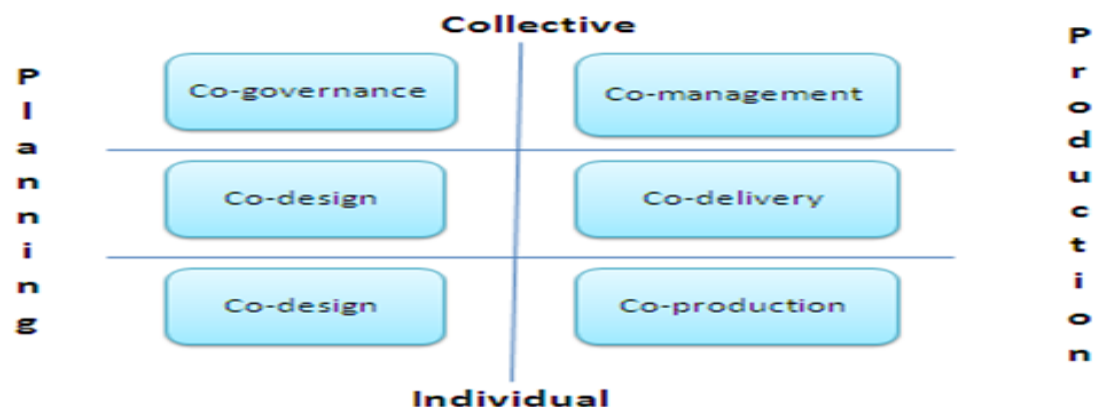 Collective
Planning
Production
Co-governance
Co-management
Co-design
Co-delivery
Co-design
Co-production
Individual